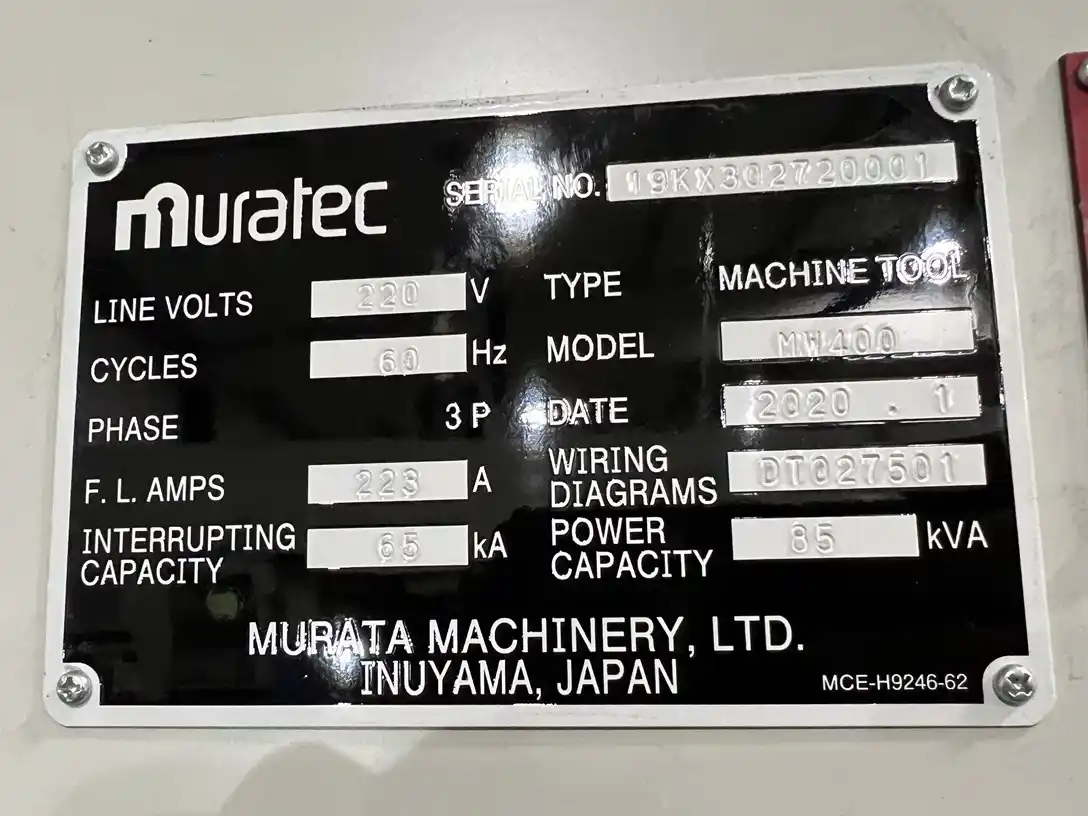 muratec
SERIAL NO. 19KX302720001
LINE VOLTS 220 V
TYPE MACHINE TOOL
CYCLES 60 Hz
MODEL MW400
PHASE 3 P
DATE 2020 . 1
F. L. AMPS 223 A
WIRING
DIAGRAMS DT027501
INTERRUPTING
CAPACITY 65 kA
POWER
CAPACITY 85 kVA
MURATA MACHINERY, LTD.
INUYAMA, JAPAN
MCE-H9246-62